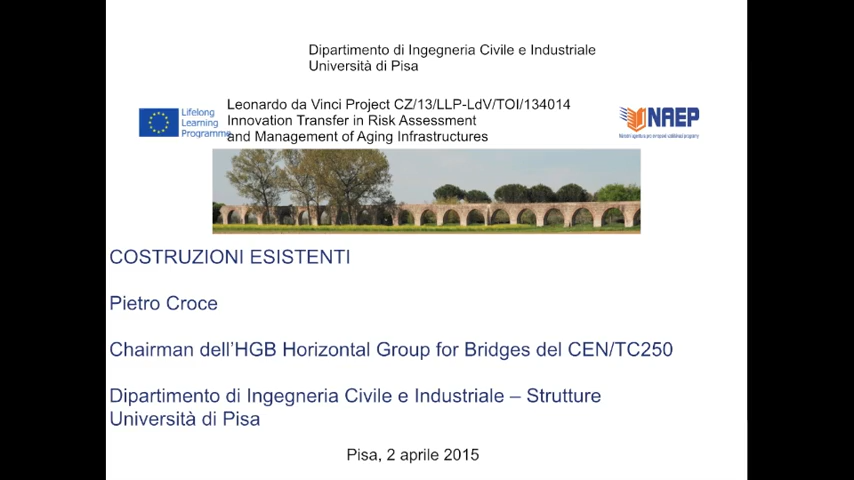 Dipartimento di Ingegneria Civile e Industriale
Università di Pisa
Leonardo da Vinci Project CZ/13/LLP-LdV/TOI/134014
Innovation Transfer in Risk Assessment
and Management of Aging Infrastructures
Lifelong
Learning
Programme
NAEP
COSTRUZIONI ESISTENTI
Pietro Croce
Chairman dell’HGB Horizontal Group for Bridges del CEN/TC250
Dipartimento di Ingegneria Civile e Industriale – Strutture
Università di Pisa
Pisa, 2 aprile 2015